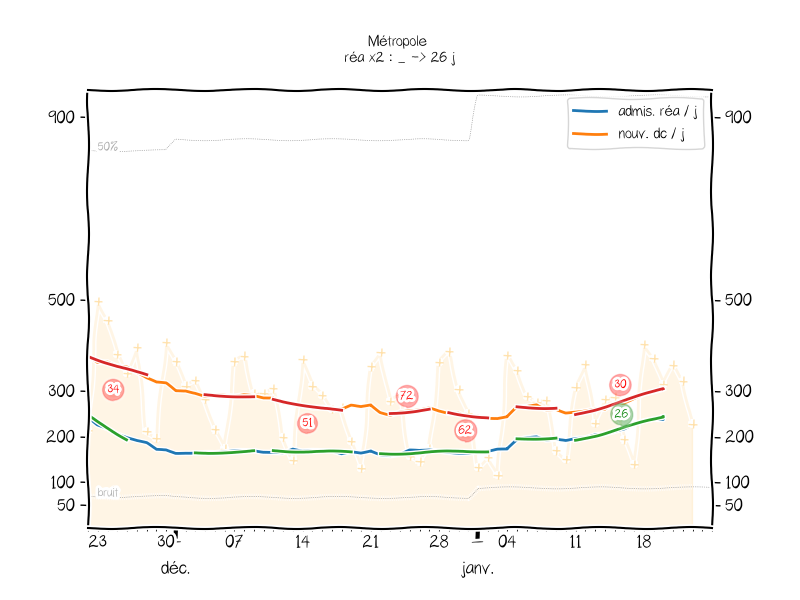 Métropole
réa x2 : _ -> 26 j
admis. réa / j
nouv. dc / j
900 900
50%
500 500
300 300
200 200
100 100
50 50
34
51
72
62
30
26
bruit
23 30 07 14 21 28 04 11 18
déc. janv.